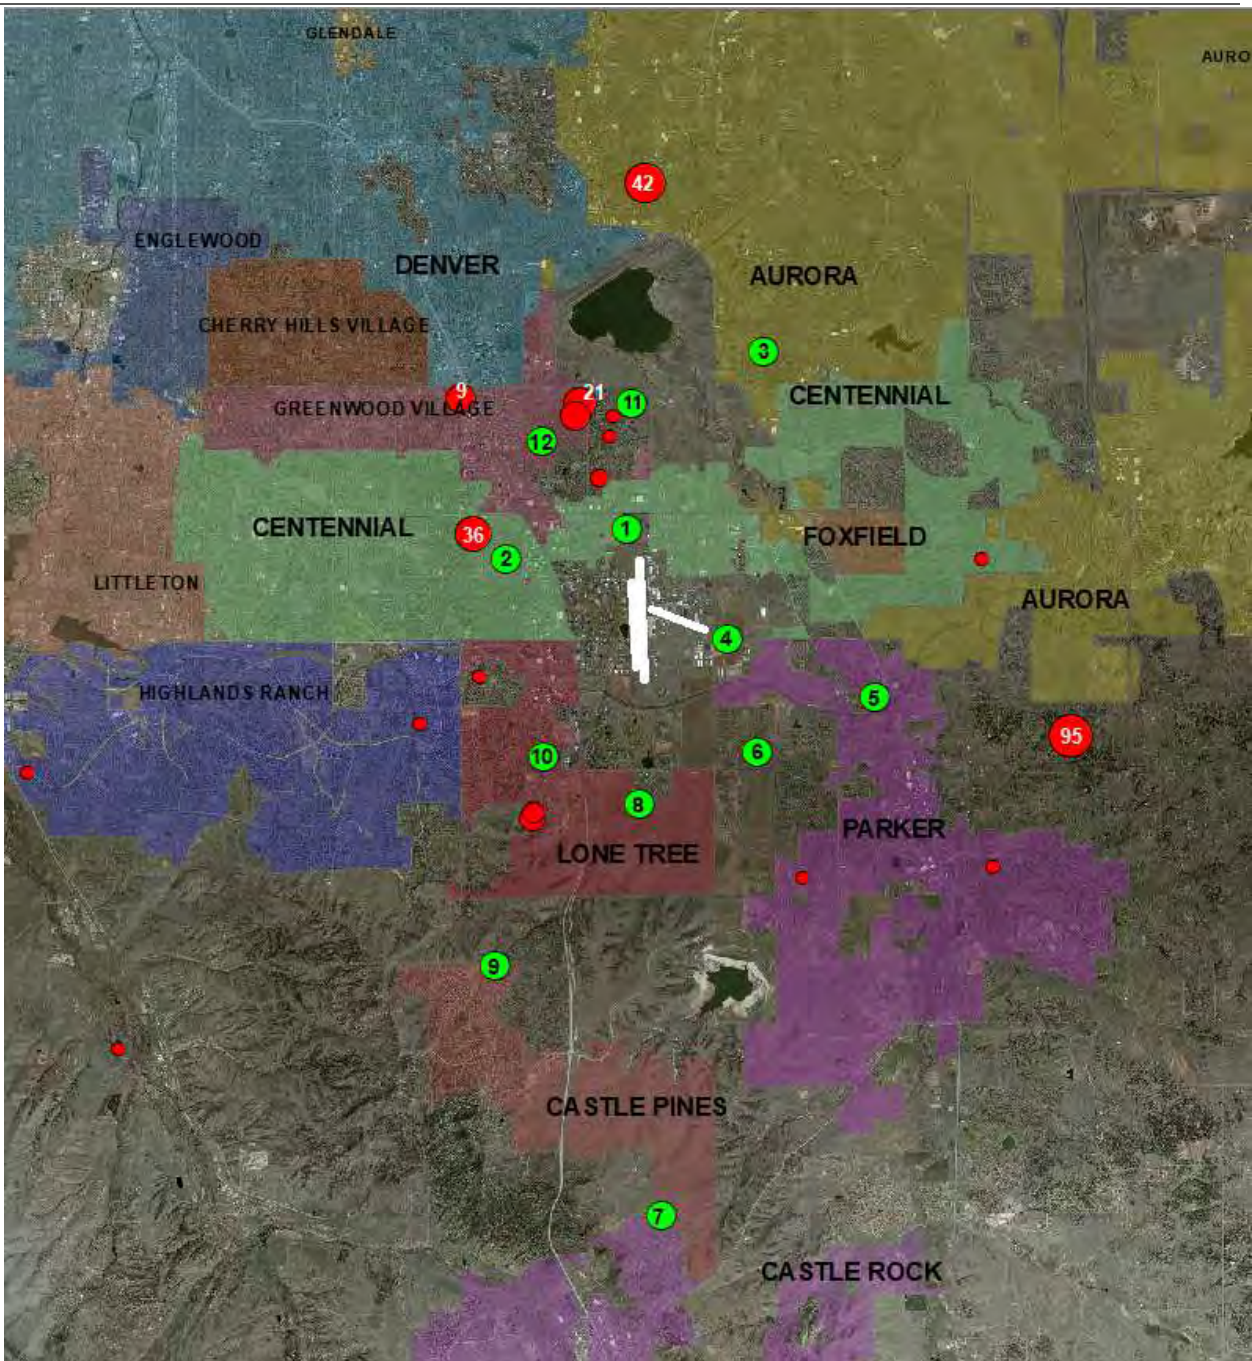 GLENDALE
AURO
42
ENGLEWOOD
DENVER
AURORA
CHERRY HILLS VILLAGE
3
9
21
CENTENNIAL
GREENWOOD VILLAGE
11
12
CENTENNIAL
36
1
FOXFIELD
2
LITTLETON
AURORA
4
HIGHLANDS RANCH
5
95
10
6
8
PARKER
LONE TREE
9
CASTLE PINES
7
CASTLE ROCK